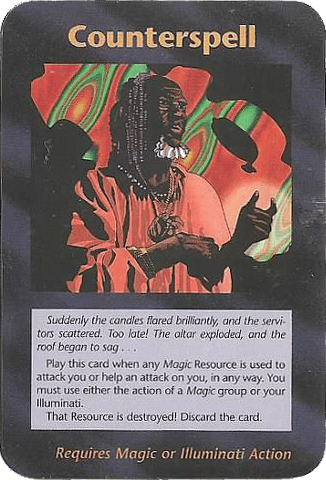 Counterspell
Suddenly the candles flared brilliantly, and the servi-
tors scattered. Too late! The altar exploded, and the
roof began to sag . . .
Play this card when any Magic Resource is used to
attack you or help an attack on you, in any way. You
must use either the action of a Magic group or your
Illuminati.
That Resource is destroyed! Discard the card.
Requires Magic or Illuminati Action